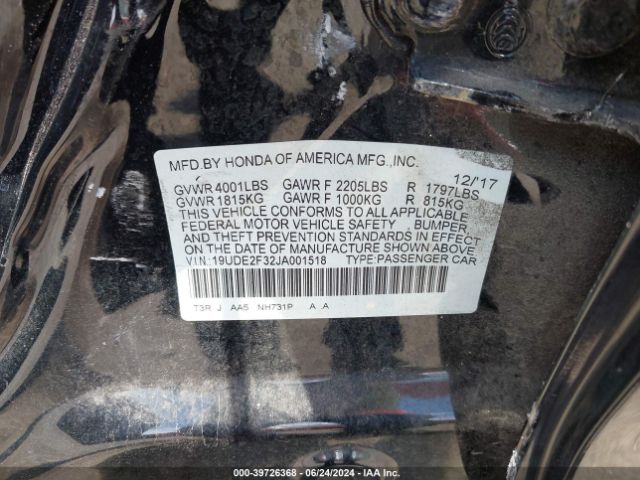 MFD.BY HONDA OF AMERICA MFG.,INC.
12/'17
GVWR 4001LBS GAWR F 2205LBS R 1797LBS
GVWR 1815KG GAWR F 1000KG R 815KG
THIS VEHICLE CONFORMS TO ALL APPLICABLE
FEDERAL MOTOR VEHICLE SAFETY , BUMPER,
AND THEFT PREVENTION STANDARDS IN EFFECT
ON THE DATE OF MANUFACTURE SHOWN ABOVE
VIN:19UDE2F32JA001518 TYPE:PASSENGER CAR
T3R J AA5 NH731P A A
00-39726368 - 06/24/2024 - IAA Inc.